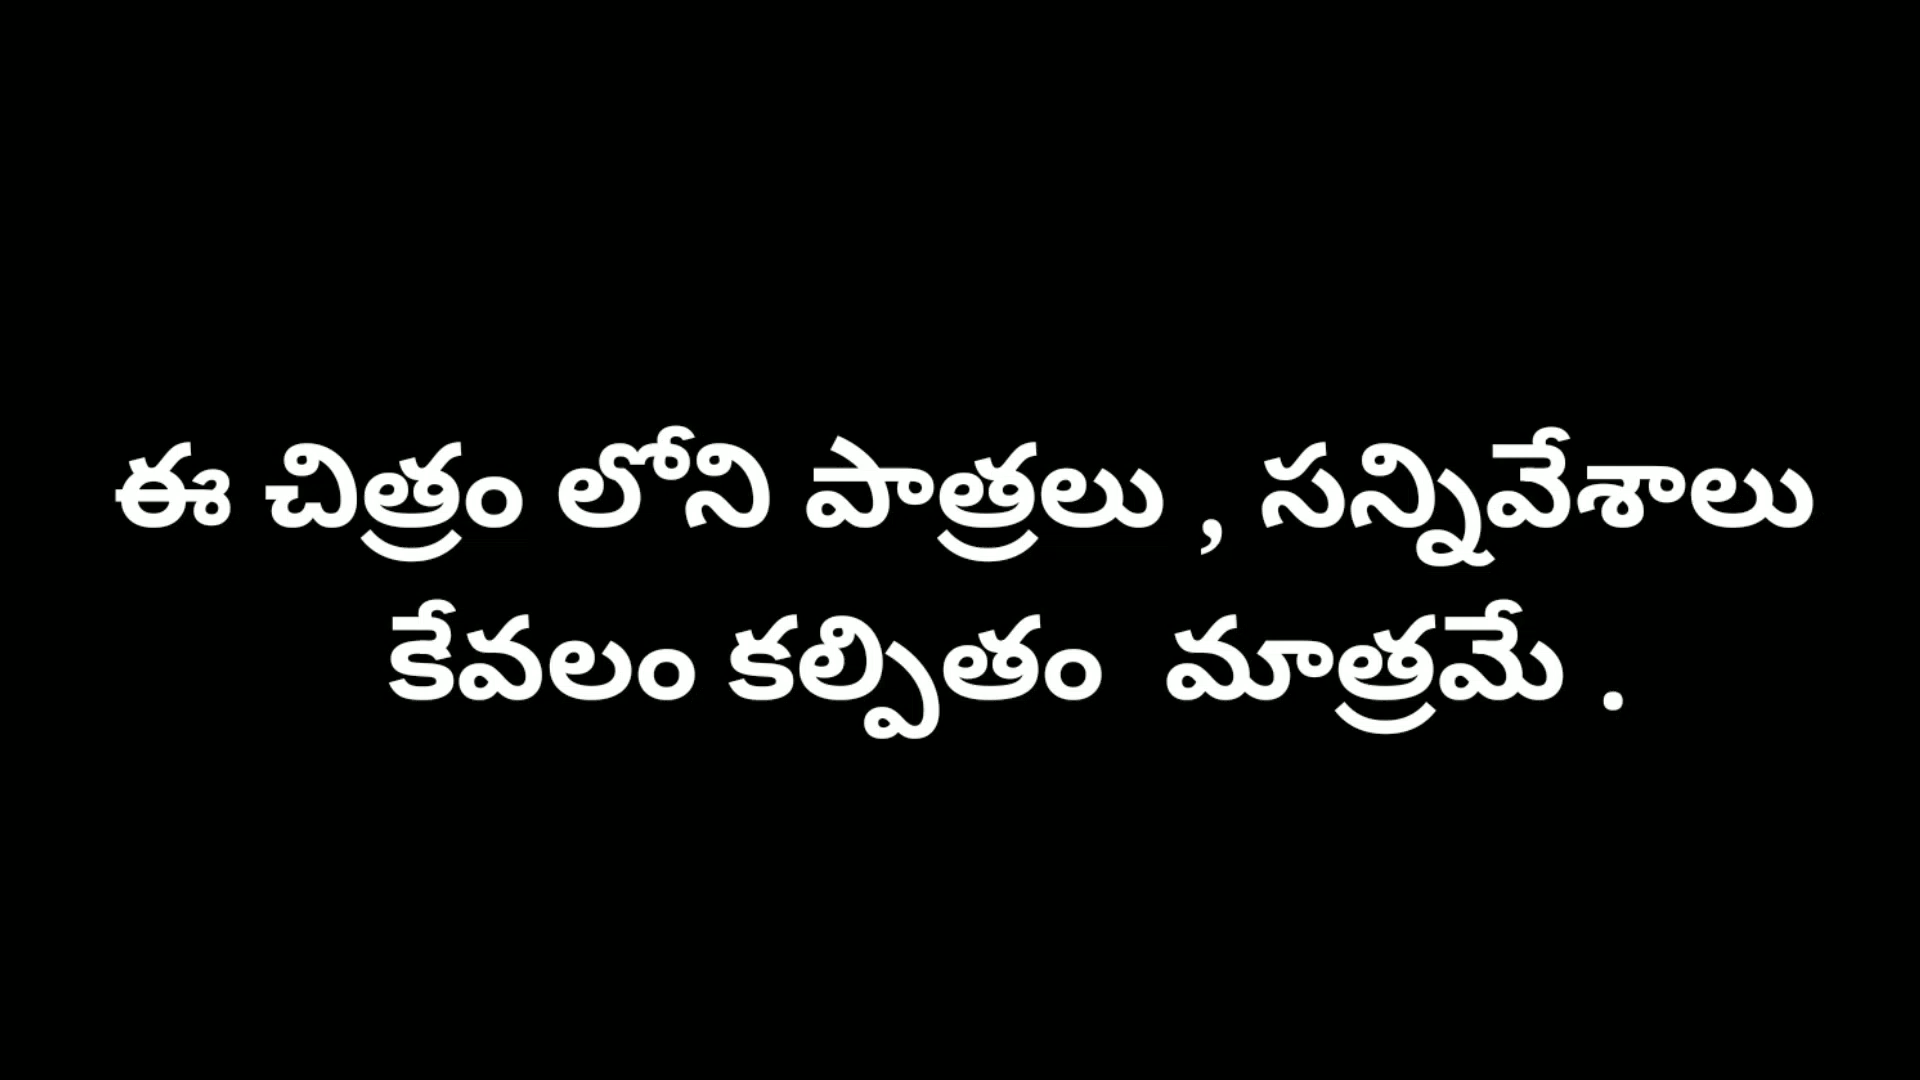 ఈ చిత్రం లోని పాత్రలు , సన్నివేశాలు
కేవలం కల్పితం మాత్రమే .